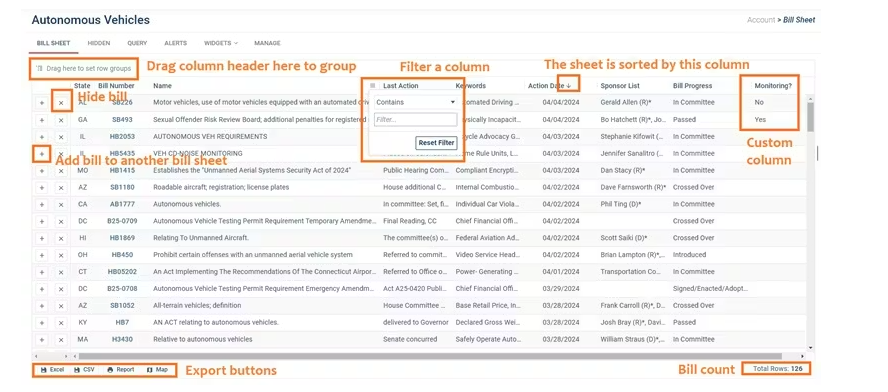 Autonomous Vehicles
Account > Bill Sheet
BILL SHEET HIDDEN QUERY ALERTS WIDGETS MANAGE
Drag here to set row groups Drag column header here to group Filter a column The sheet is sorted by this column
State Bill Number Name Last Action Keywords Action Date ↓ Sponsor List Bill Progress Monitoring?
Hide bill
AL SB226 Motor vehicles, use of motor vehicles equipped with an automated Contains 04/04/2024 Gerald Allen (R)* In Committee No
GA SB493 Sexual Offender Risk Review Board; additional penalties for registered Filter... 04/04/2024 Bo Hatchett (R)*, Jo... Passed Yes
IL HB2053 AUTONOMOUS VEH REQUIREMENTS Reset Filter 04/03/2024 Stephanie Kifowit (... In Committee Custom
Add bill to another bill sheet column
HB5435 VEH CD-NOISE MONITORING 04/03/2024 In Committee
MO HB1415 Establishes the "Unmanned Aerial Systems Security Act of 2024" Public Hearing Com... Compliant Encrypti... 03/04/2024 Dan Stacy (R)* In Committee
AZ SB1180 Roadable aircraft; registration; license plates House additional C... Internal Combustio... 02/04/2024 Dave Farnsworth (R)* Crossed Over
CA AB1777 Autonomous vehicles. In committee: Set, fi... Individual Car Viola... 02/04/2024 Phil Ting (D)* In Committee
DC B25-0709 Autonomous Vehicle Testing Permit Requirement Temporary Amendme... Final Reading, CC Chief Financial Offi... 02/04/2024 Crossed Over
HI HB1869 Relating To Unmanned Aircraft. The committee(s) o... Federal Aviation Ad... 02/04/2024 Scott Saiki (D)* Crossed Over
OH HB450 Prohibit certain offenses with an unmanned aerial vehicle system Referred to commit... Video Service Head... 02/04/2024 Brian Lampton (R)*,... Introduced
CT HB05202 An Act Implementing The Recommendations Of The Connecticut Airpor... Referred to Office o... Power- Generating ... 04/01/2024 Transportation Co... In Committee
DC B25-0708 Autonomous Vehicle Testing Permit Requirement Emergency Amendm... Act A25-0420 Publi... Chief Financial Offi... 03/29/2024 Signed/Enacted/Adopt...
AZ SB1052 All-terrain vehicles; definition House Committee ... Base Retail Price, In... 03/28/2024 Frank Carroll (R)*, D... Crossed Over
KY HB7 AN ACT relating to autonomous vehicles. delivered to Governor Declared Gross Wei... 03/28/2024 Josh Bray (R)*, Davi... Passed
MA H3430 Relative to autonomous vehicles Senate concurred Safely Operate Auto... 03/28/2024 William Straus (D)*,... In Committee
Excel CSV Report Map Export buttons Bill count Total Rows: 126